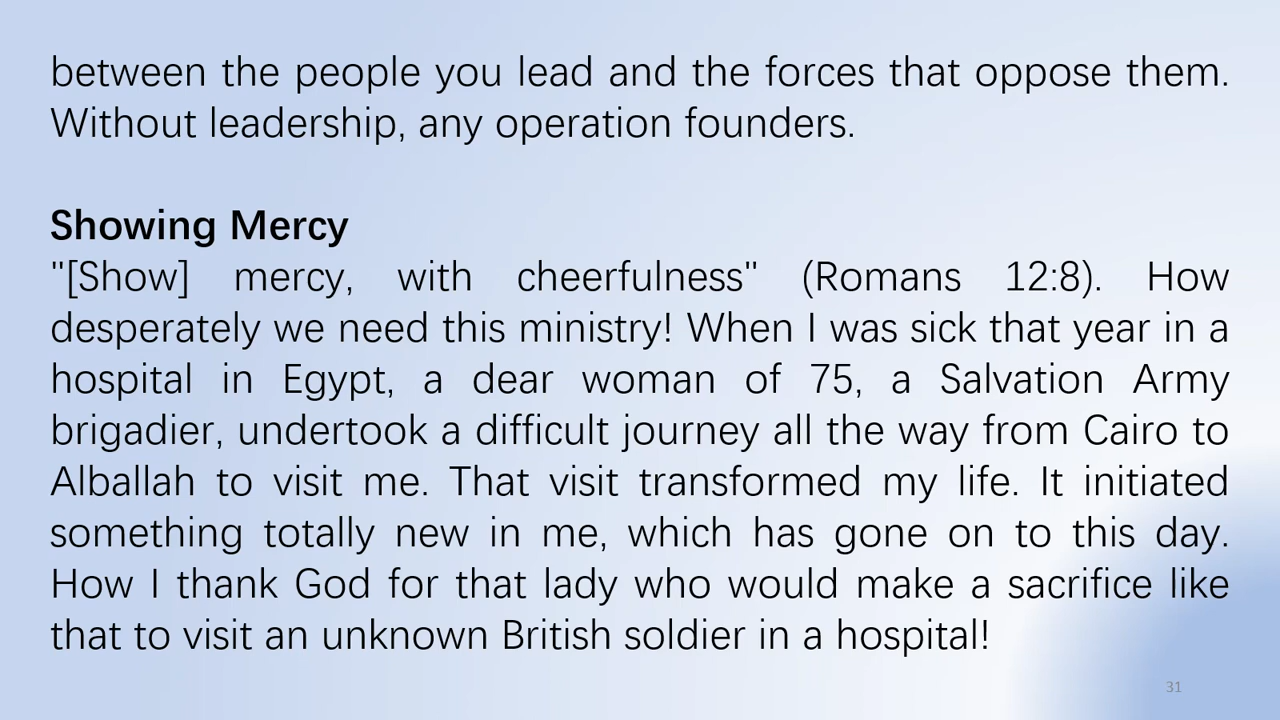 between the people you lead and the forces that oppose them.
Without leadership, any operation founders.
Showing Mercy
"[Show] mercy, with cheerfulness" (Romans 12:8). How
desperately we need this ministry! When I was sick that year in a
hospital in Egypt, a dear woman of 75, a Salvation Army
brigadier, undertook a difficult journey all the way from Cairo to
Alballah to visit me. That visit transformed my life. It initiated
something totally new in me, which has gone on to this day.
How I thank God for that lady who would make a sacrifice like
that to visit an unknown British soldier in a hospital!
31